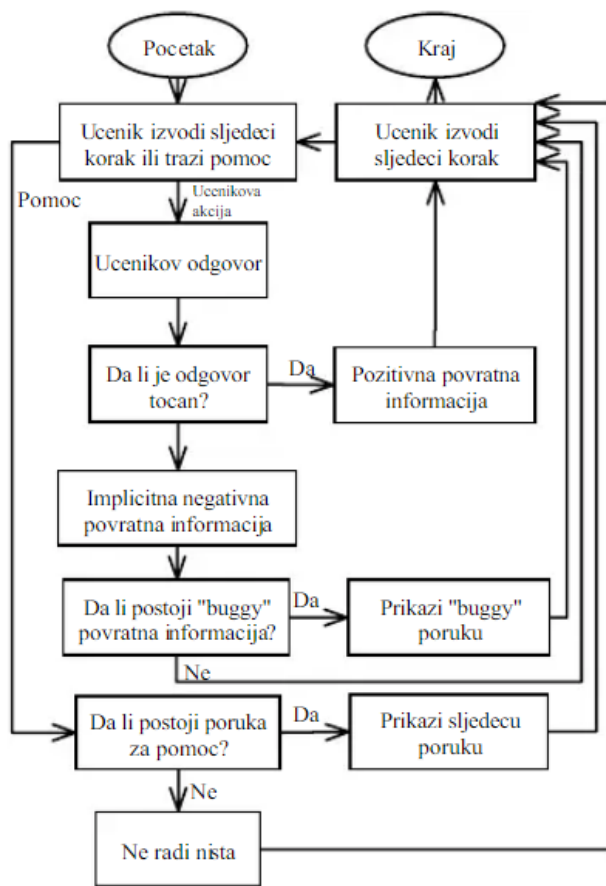 Pocetak
Kraj
Ucenik izvodi sljedeci
korak ili trazi pomoc
Ucenik izvodi
sljedeci korak
Pomoc
Ucenikova
akcija
Ucenikov odgovor
Da li je odgovor
tocan?
Da
Pozitivna povratna
informacija
Implicitna negativna
povratna informacija
Da li postoji "buggy"
povratna informacija?
Da
Prikazi "buggy"
poruku
Ne
Da li postoji poruka
za pomoc?
Da
Prikazi sljedecu
poruku
Ne
Ne radi nista